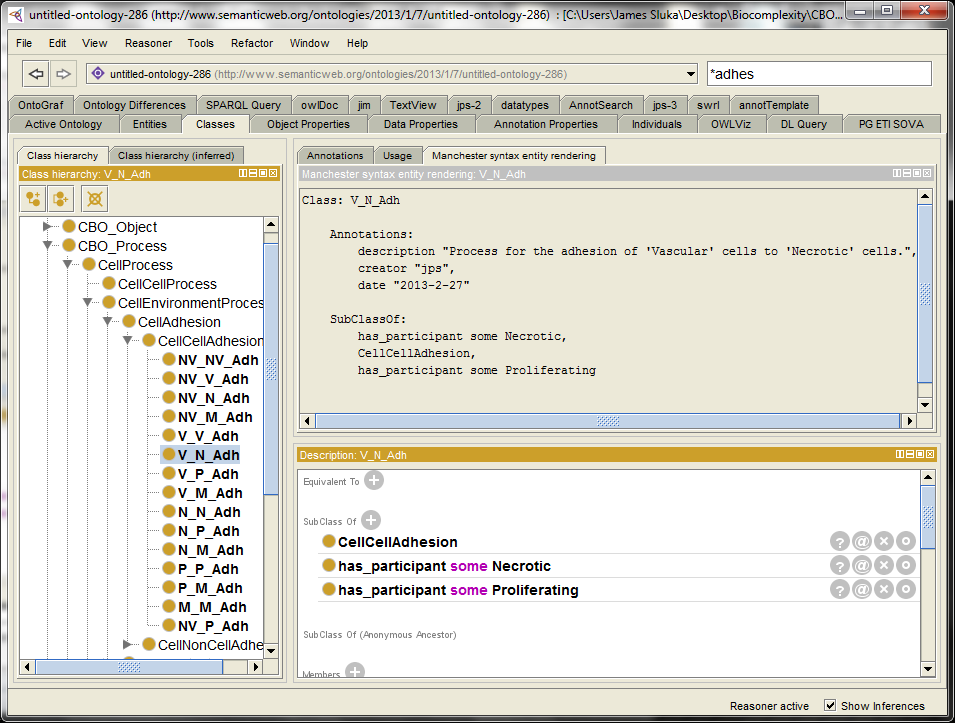 untitled-ontology-286 (http://www.semanticweb.org/ontologies/2013/1/7/untitled-ontology-286) : [C:\Users\James Sluka\Desktop\Biocomplexity\CBO...
File Edit View Reasoner Tools Refactor Window Help
untitled-ontology-286 (http://www.semanticweb.org/ontologies/2013/1/7/untitled-ontology-286)
*adhes
OntoGraf Ontology Differences SPARQL Query owlDoc jim TextView jps-2 datatypes AnnotSearch jps-3 swrl annotTemplate
Active Ontology Entities Classes Object Properties Data Properties Annotation Properties Individuals OWLViz DL Query PG ETI SOVA
Class hierarchy Class hierarchy (inferred)
Class hierarchy: V_N_Adh
CBO_Object
CBO_Process
CellProcess
CellCellProcess
CellEnvironmentProces
CellAdhesion
CellCellAdhesion
NV_NV_Adh
NV_V_Adh
NV_N_Adh
NV_M_Adh
V_V_Adh
V_N_Adh
V_P_Adh
V_M_Adh
N_N_Adh
N_P_Adh
N_M_Adh
P_P_Adh
P_M_Adh
M_M_Adh
NV_P_Adh
CellNonCellAdhe
Annotations Usage Manchester syntax entity rendering
Manchester syntax entity rendering: V_N_Adh
Class: V_N_Adh
Annotations:
description "Process for the adhesion of 'Vascular' cells to 'Necrotic' cells.",
creator "jps",
date "2013-2-27"
SubClassOf:
has_participant some Necrotic,
CellCellAdhesion,
has_participant some Proliferating
Description: V_N_Adh
Equivalent To
SubClass Of
CellCellAdhesion
has_participant some Necrotic
has_participant some Proliferating
SubClass Of (Anonymous Ancestor)
Members
Reasoner active Show Inferences